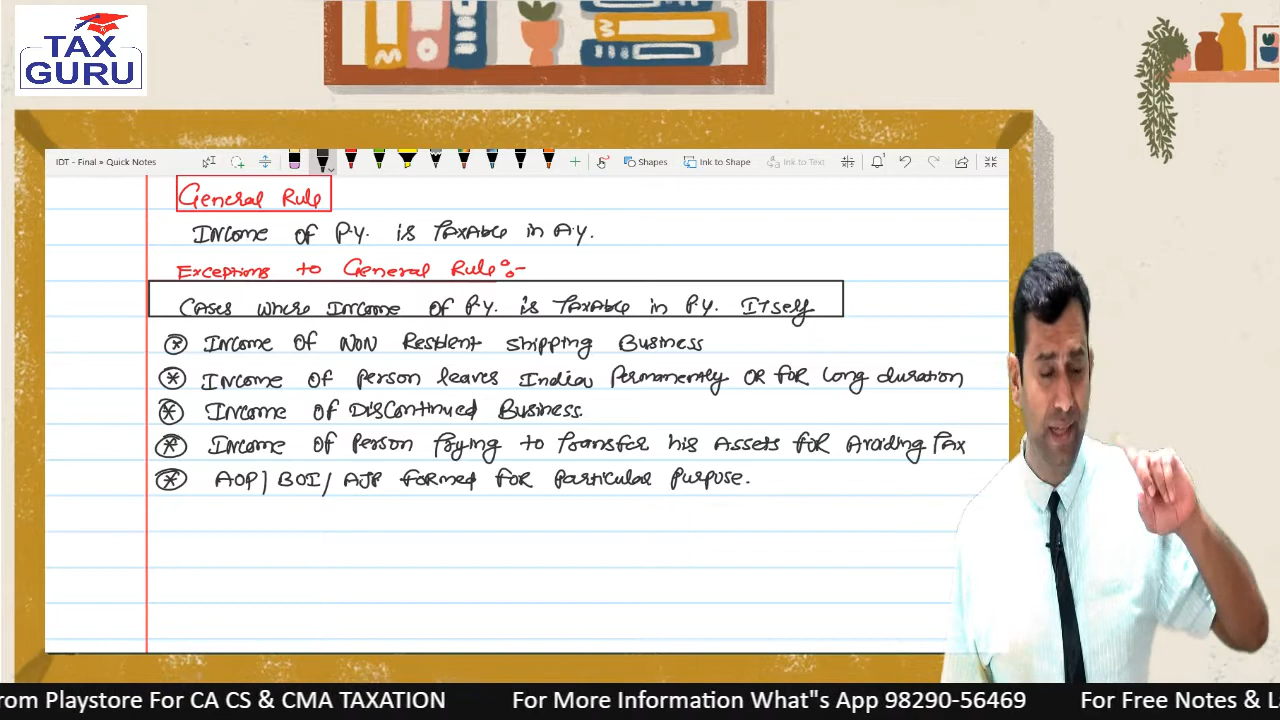 TAX
GURU
IDT - Final » Quick Notes
Shapes
Ink to Shape
Ink to Text
General Rule
Income of P.Y. is Taxable in A.Y.
Exceptions to General Rule:-
Cases where Income of P.Y. is Taxable in P.Y. Itself
Income of Non Resident shipping Business
Income of person leaves India Permanently OR for long duration
Income of Discontinued Business
Income of Person Trying to Transfer his Assets for Avoiding Tax
AOP / BOI / AJP formed for particular purpose.
rom Playstore For CA CS & CMA TAXATION For More Information What"s App 98290-56469 For Free Notes & L